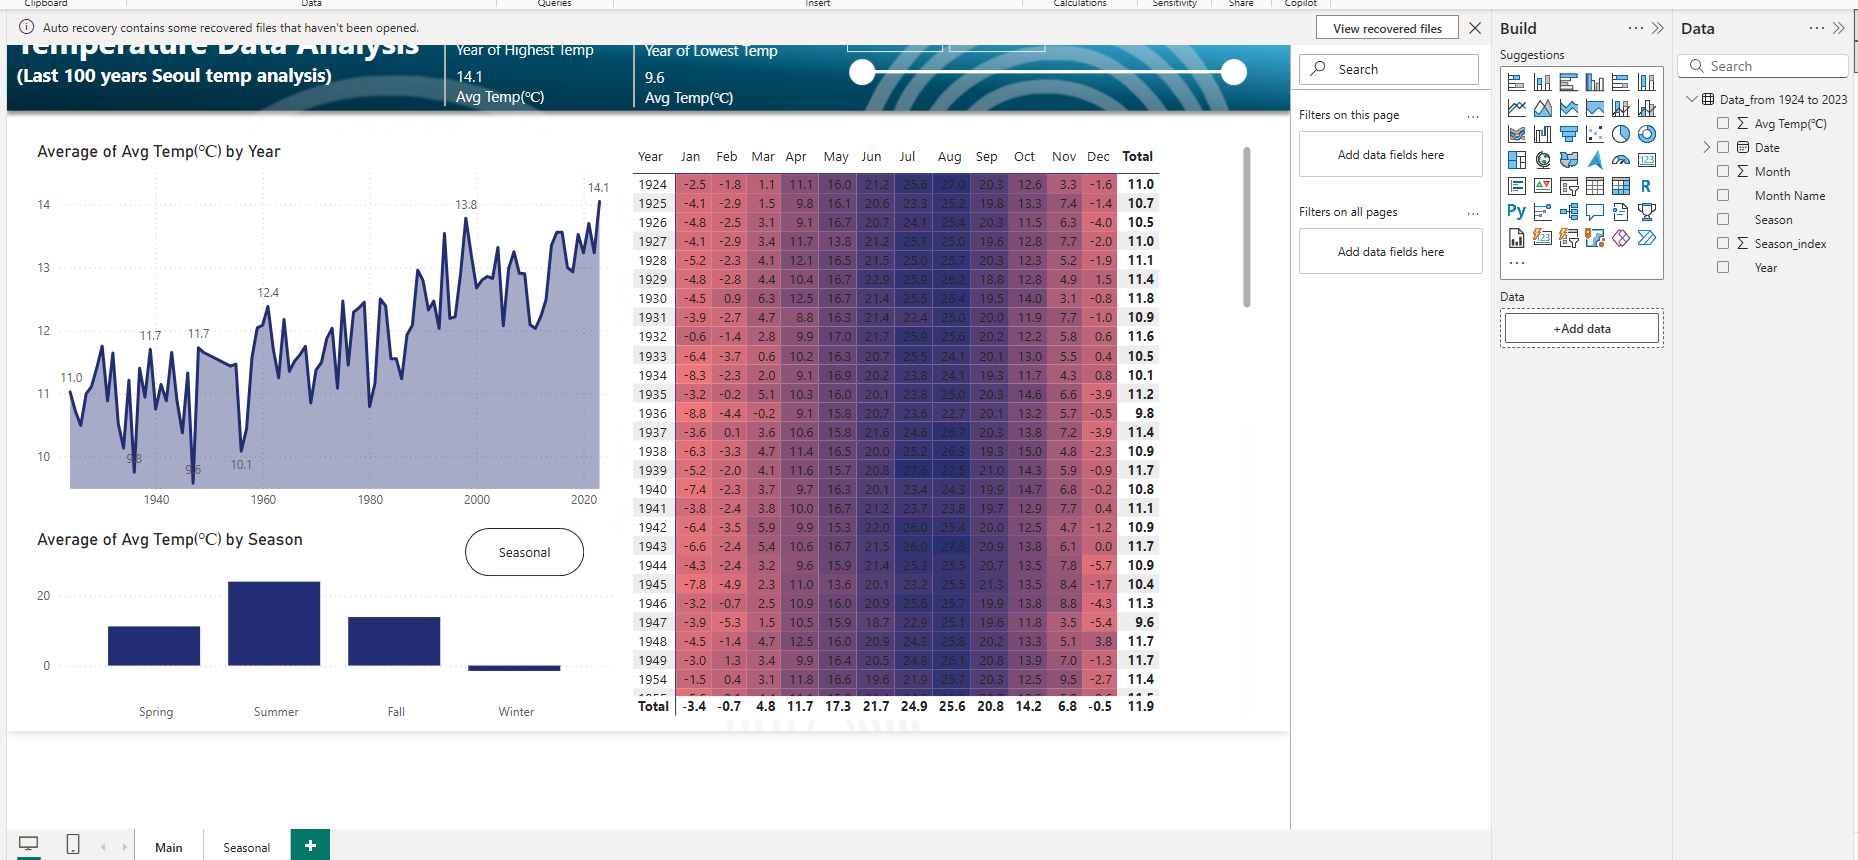 Clipboard Data Queries Insert Calculations Sensitivity Share Copilot
Auto recovery contains some recovered files that haven't been opened.
View recovered files
Temperature Data Analysis
(Last 100 years Seoul temp analysis)
Year of Highest Temp
14.1
Avg Temp(℃)
Year of Lowest Temp
9.6
Avg Temp(℃)
Average of Avg Temp(℃) by Year
14
13
12
11
10
11.0
9.8
11.7
9.6
11.7
10.1
12.4
13.8
14.1
1940 1960 1980 2000 2020
Average of Avg Temp(℃) by Season
Seasonal
20
0
Spring Summer Fall Winter
Year Jan Feb Mar Apr May Jun Jul Aug Sep Oct Nov Dec Total
1924 -2.5 -1.8 1.1 11.1 16.0 21.2 25.6 27.0 20.3 12.6 3.3 -1.6 11.0
1925 -4.1 -2.9 1.5 9.8 16.1 20.6 23.3 25.2 19.8 13.3 7.4 -1.4 10.7
1926 -4.8 -2.5 3.1 9.1 16.7 20.7 24.1 25.4 20.3 11.5 6.3 -4.0 10.5
1927 -4.1 -2.9 3.4 11.7 13.8 21.2 25.7 25.0 19.6 12.8 7.7 -2.0 11.0
1928 -5.2 -2.3 4.1 12.1 16.5 21.5 25.0 25.7 20.3 12.3 5.2 -1.9 11.1
1929 -4.8 -2.8 4.4 10.4 16.7 22.9 25.9 26.2 18.8 12.8 4.9 1.5 11.4
1930 -4.5 0.9 6.3 12.5 16.7 21.4 25.5 26.4 19.5 14.0 3.1 -0.8 11.8
1931 -3.9 -2.7 4.7 8.8 16.3 21.4 22.4 25.0 20.0 11.9 7.7 -1.0 10.9
1932 -0.6 -1.4 2.8 9.9 17.0 21.7 25.9 25.6 20.2 12.2 5.8 0.6 11.6
1933 -6.4 -3.7 0.6 10.2 16.3 20.7 25.5 24.1 20.1 13.0 5.5 0.4 10.5
1934 -8.3 -2.3 2.0 9.1 16.9 20.2 23.8 24.1 19.3 11.7 4.3 0.8 10.1
1935 -3.2 -0.2 5.1 10.3 16.0 20.1 23.8 25.0 20.3 14.6 6.6 -3.9 11.2
1936 -8.8 -4.4 -0.2 9.1 15.8 20.7 23.6 22.7 20.1 13.2 5.7 -0.5 9.8
1937 -3.6 0.1 3.6 10.6 15.8 21.6 24.6 26.7 20.3 13.8 7.2 -3.9 11.4
1938 -6.3 -3.3 4.7 11.4 16.5 20.0 25.2 26.3 19.3 15.0 4.8 -2.3 10.9
1939 -5.2 -2.0 4.1 11.6 15.7 20.8 27.6 27.5 21.0 14.3 5.9 -0.9 11.7
1940 -7.4 -2.3 3.7 9.7 16.3 20.1 23.4 24.3 19.9 14.7 6.8 -0.2 10.8
1941 -3.8 -2.4 3.8 10.0 16.7 21.2 23.7 23.8 19.7 12.9 7.7 0.4 11.1
1942 -6.4 -3.5 5.9 9.9 15.3 22.0 26.0 25.4 20.0 12.5 4.7 -1.2 10.9
1943 -6.6 -2.4 5.4 10.6 16.7 21.5 26.0 27.8 20.9 13.8 6.1 0.0 11.7
1944 -4.3 -2.4 3.2 9.6 15.9 21.4 25.3 25.5 20.7 13.5 7.8 -5.7 10.9
1945 -7.8 -4.9 2.3 11.0 13.6 20.1 23.2 25.5 21.3 13.5 8.4 -1.7 10.4
1946 -3.2 -0.7 2.5 10.9 16.0 20.9 25.6 25.7 19.9 13.8 8.8 -4.3 11.3
1947 -3.9 -5.3 1.5 10.5 15.9 18.7 22.9 25.1 19.6 11.8 3.5 -5.4 9.6
1948 -4.5 -1.4 4.7 12.5 16.0 20.9 24.3 25.8 20.2 13.3 5.1 3.8 11.7
1949 -3.0 1.3 3.4 9.9 16.4 20.5 24.8 26.1 20.8 13.9 7.0 -1.3 11.7
1954 -1.5 0.4 3.1 11.8 16.6 19.6 21.9 25.7 20.3 12.5 9.5 -2.7 11.4
Total -3.4 -0.7 4.8 11.7 17.3 21.7 24.9 25.6 20.8 14.2 6.8 -0.5 11.9
Search
Filters on this page
Add data fields here
Filters on all pages
Add data fields here
Build
Suggestions
123
R
Py
123
Data
+Add data
Data
Search
Data_from 1924 to 2023
Avg Temp(℃)
Date
Month
Month Name
Season
Season_index
Year
Main Seasonal +